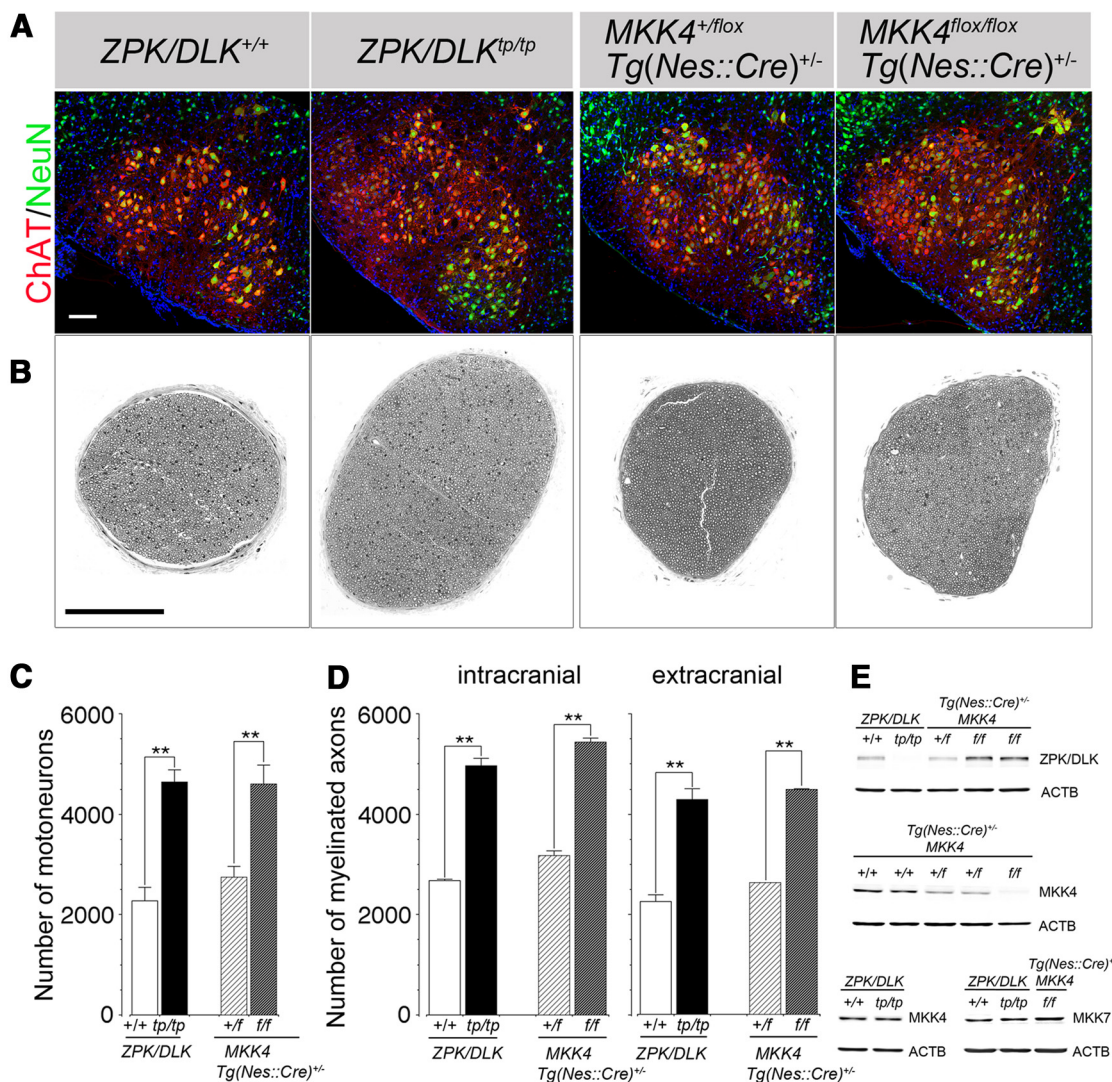 A
ZPK/DLK+/+
ZPK/DLKtp/tp
MKK4+/flox
Tg(Nes::Cre)+/-
MKK4flox/flox
Tg(Nes::Cre)+/-
ChAT/NeuN
B
C
Number of motoneurons
6000
4000
2000
0
**
**
+/+ tp/tp
ZPK/DLK
+/f f/f
MKK4
Tg(Nes::Cre)+/-
D
intracranial
extracranial
Number of myelinated axons
6000
4000
2000
0
**
**
**
**
+/+ tp/tp
ZPK/DLK
+/f f/f
MKK4
Tg(Nes::Cre)+/-
+/+ tp/tp
ZPK/DLK
+/f f/f
MKK4
Tg(Nes::Cre)+/-
E
Tg(Nes::Cre)+/-
ZPK/DLK MKK4
+/+ tp/tp +/f f/f f/f
ZPK/DLK
ACTB
Tg(Nes::Cre)+/-
MKK4
+/+ +/+ +/f +/f f/f
MKK4
ACTB
ZPK/DLK
+/+ tp/tp
MKK4
ACTB
Tg(Nes::Cre)+
ZPK/DLK MKK4
+/+ tp/tp f/f
MKK7
ACTB